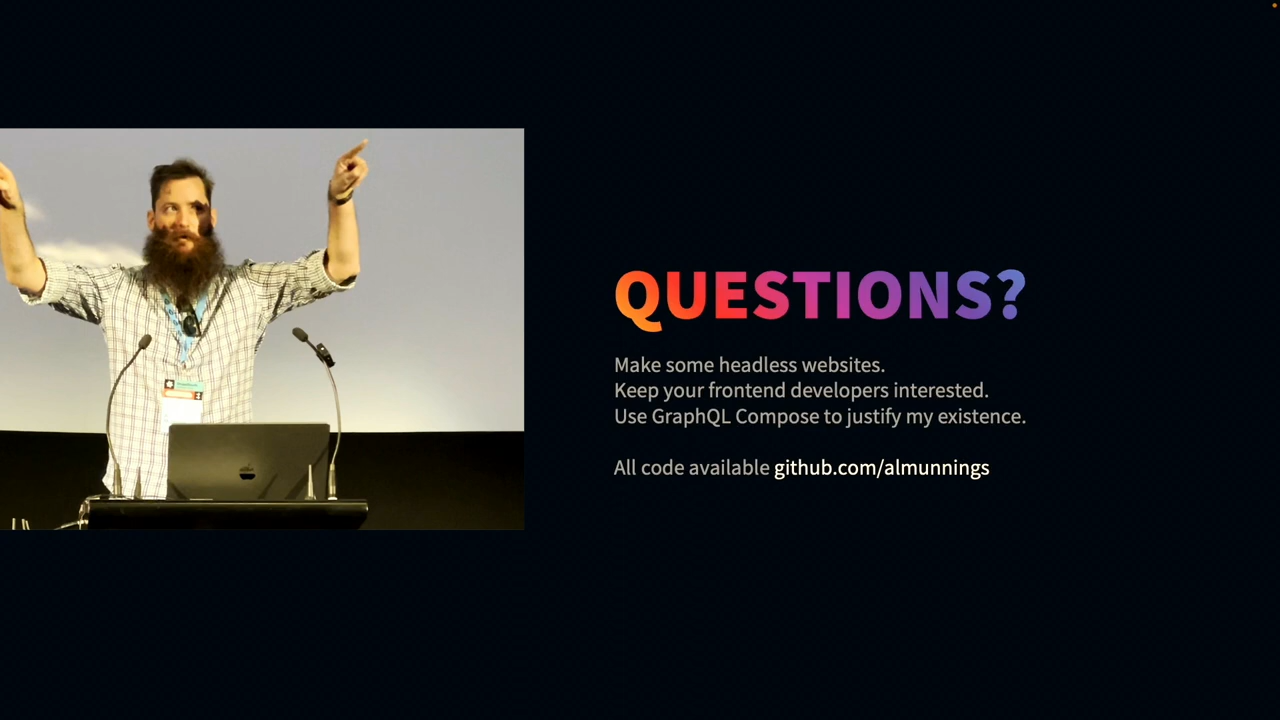 QUESTIONS?
Make some headless websites.
Keep your frontend developers interested.
Use GraphQL Compose to justify my existence.
All code available github.com/almunnings